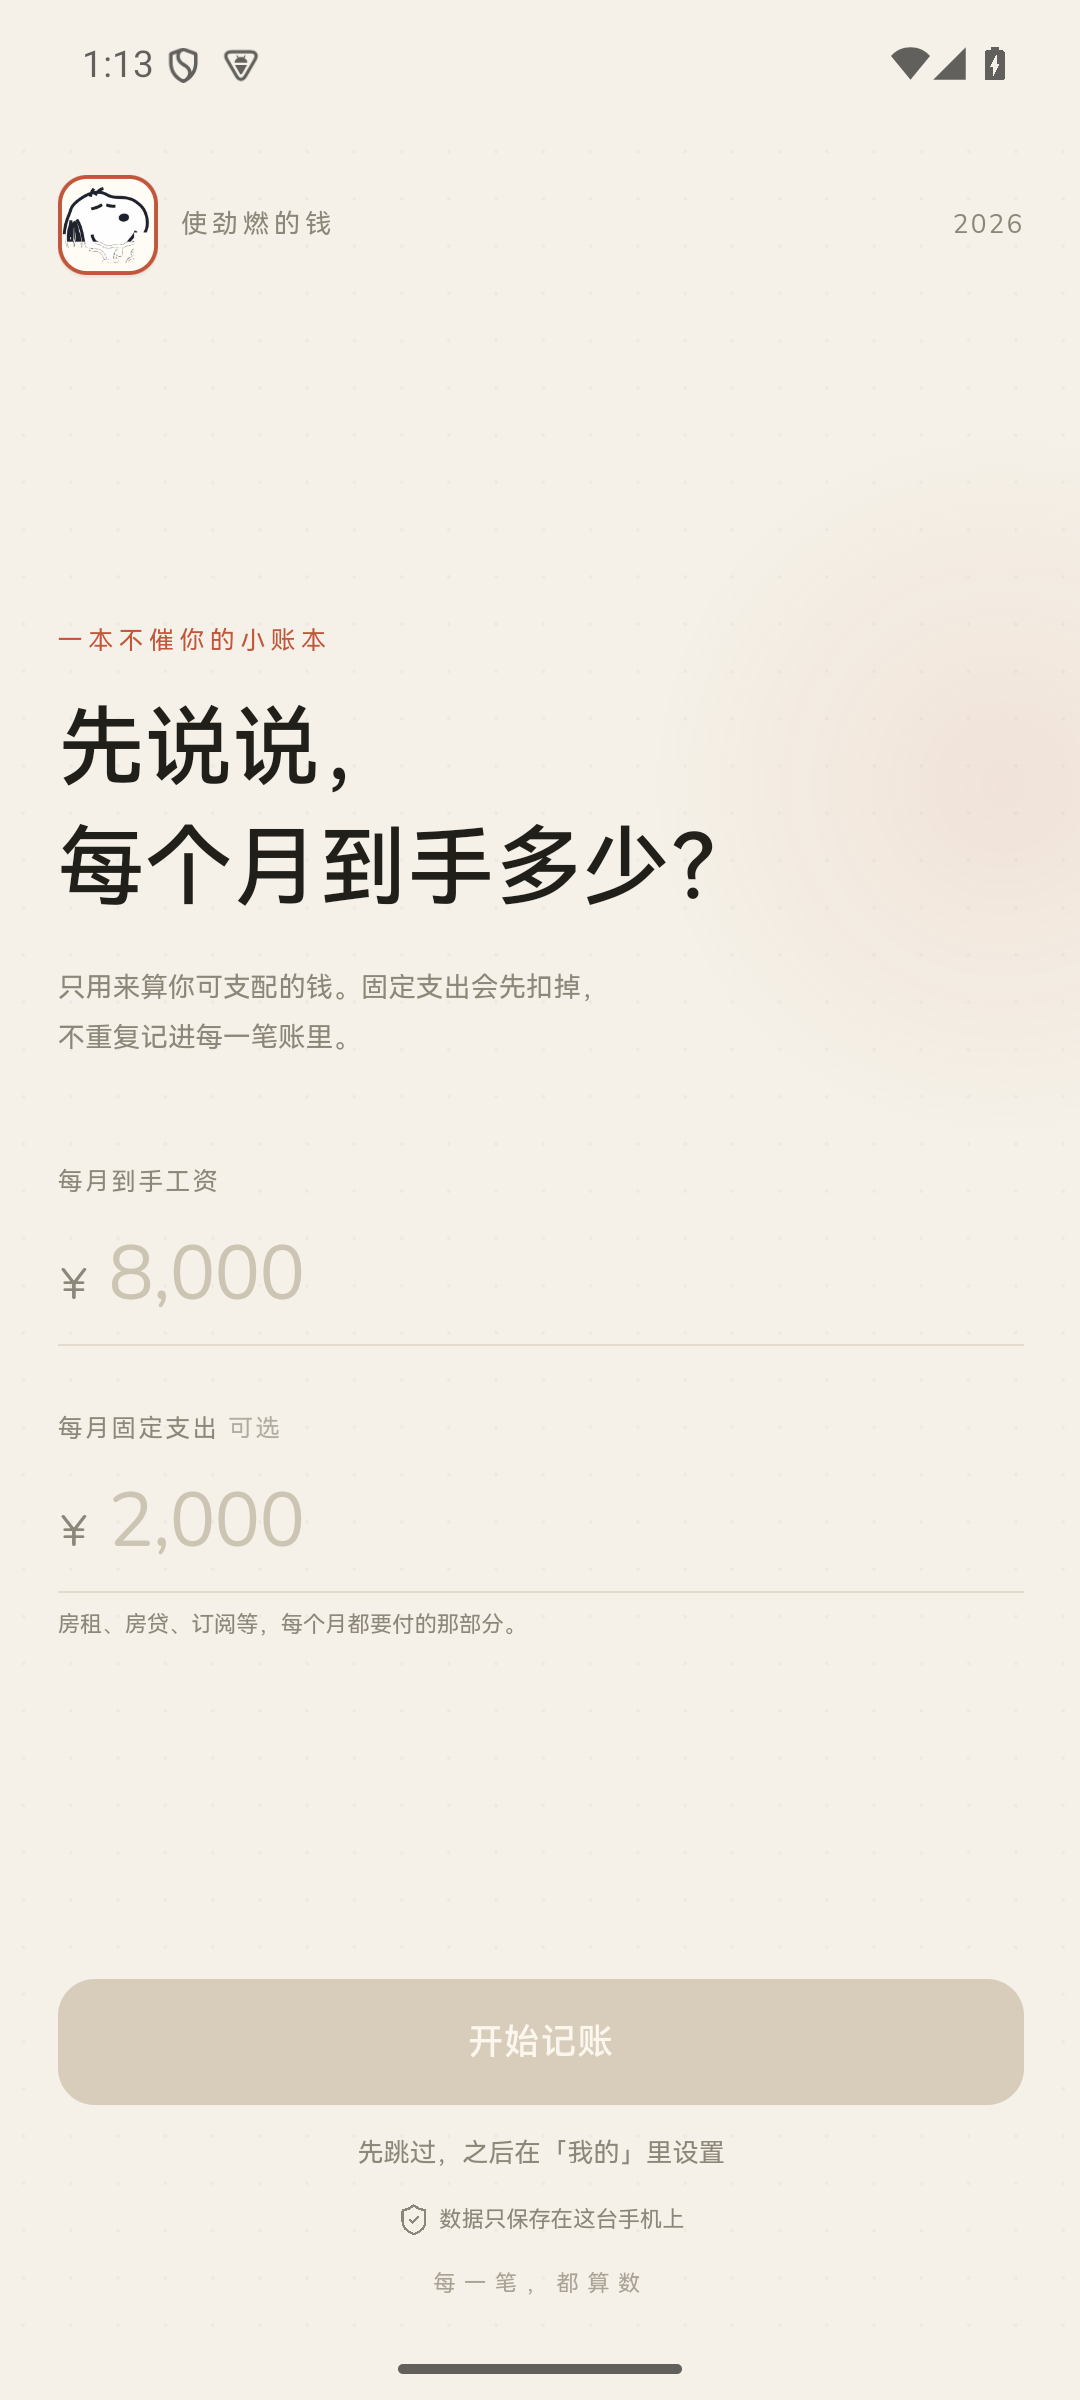 1:13
使劲燃的钱
2026
一本不催你的小账本
先说说，
每个月到手多少？
只用来算你可支配的钱。固定支出会先扣掉，
不重复记进每一笔账里。
每月到手工资
¥ 8,000
每月固定支出 可选
¥ 2,000
房租、房贷、订阅等，每个月都要付的那部分。
开始记账
先跳过，之后在「我的」里设置
数据只保存在这台手机上
每一笔，都算数